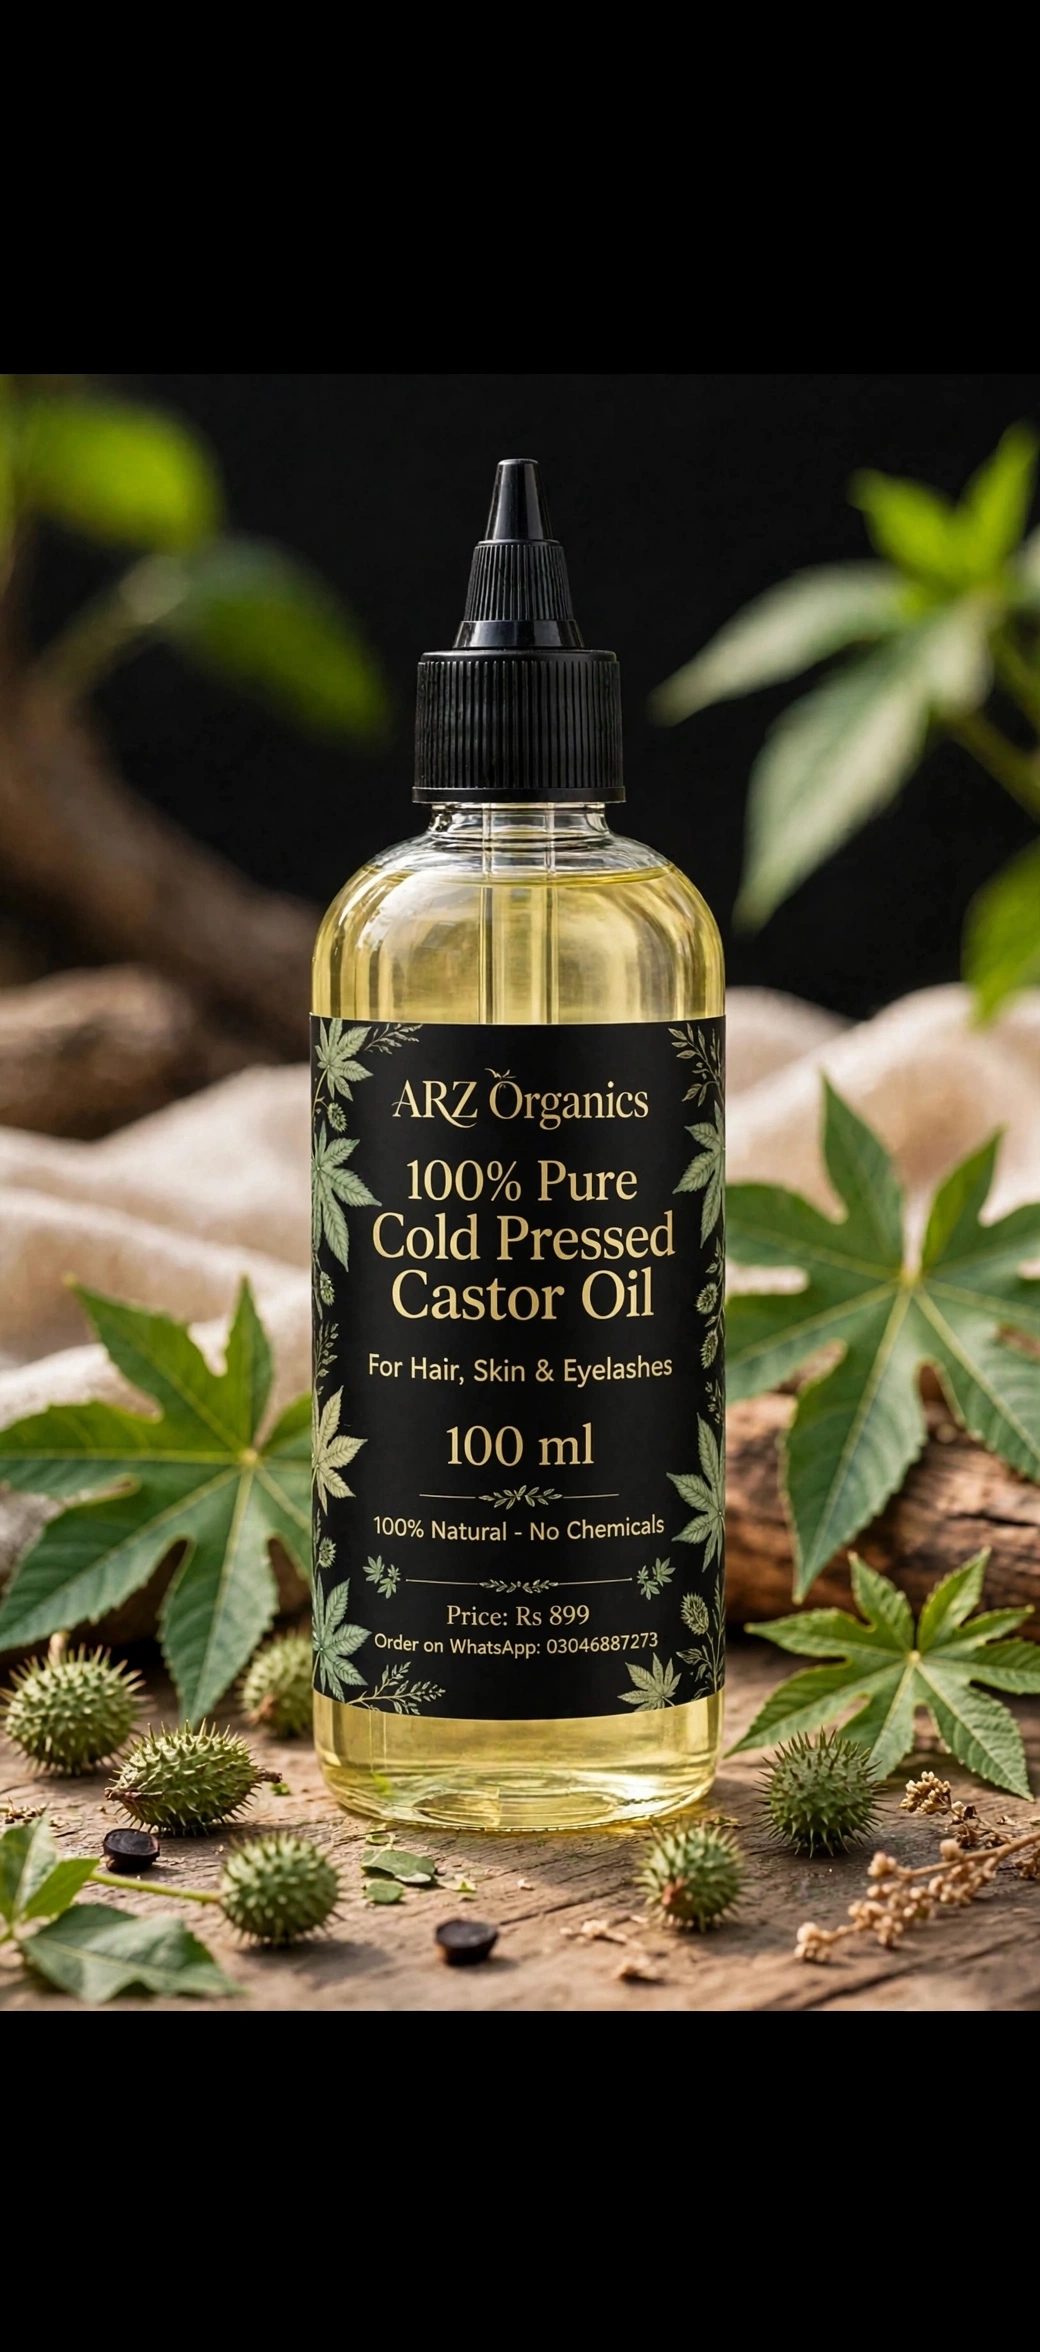 ARZ Organics
100% Pure
Cold Pressed
Castor Oil
For Hair, Skin & Eyelashes
100 ml
100% Natural - No Chemicals
Price: Rs 899
Order on WhatsApp: 03046887273